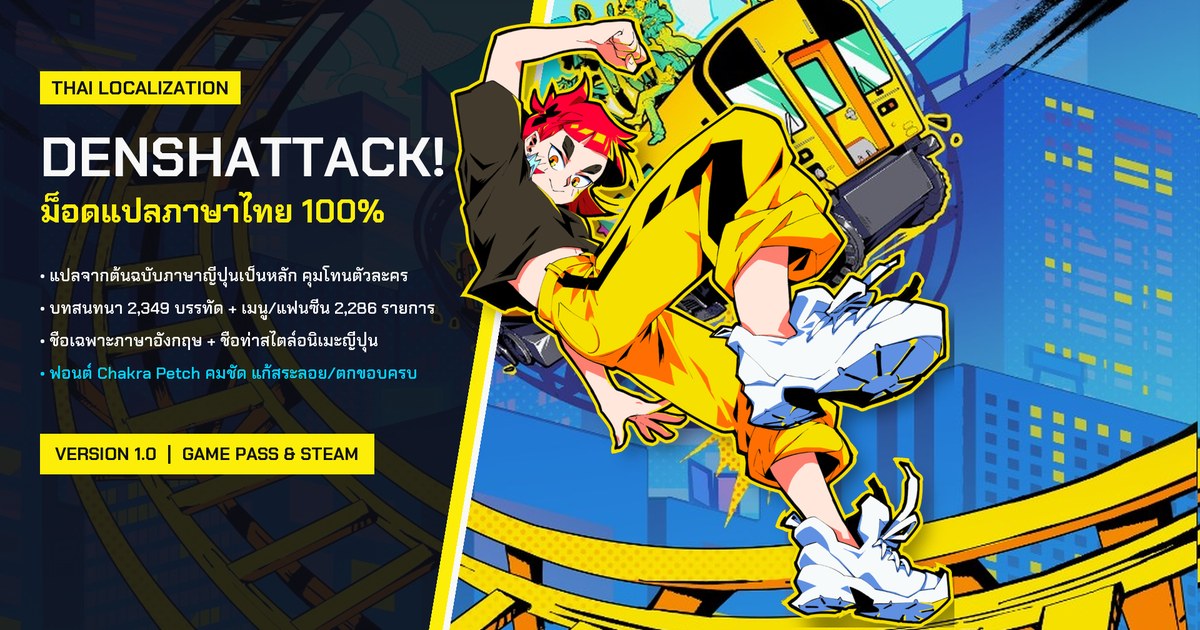 THAI LOCALIZATION
DENSHATTACK!
ม็อดแปลภาษาไทย 100%
• แปลจากต้นฉบับภาษาญี่ปุ่นเป็นหลัก คุมโทนตัวละคร
• บทสนทนา 2,349 บรรทัด + เมนู/แฟนซีน 2,286 รายการ
• ชื่อเฉพาะภาษาอังกฤษ + ชื่อท่าสไตล์อนิเมะญี่ปุ่น
• ฟอนต์ Chakra Petch คมชัด แก้สระลอย/ตกขอบครบ
VERSION 1.0 | GAME PASS & STEAM